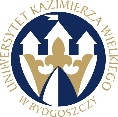 UNIWERSYTET KAZIMIERZA WIELKIEGO
W BYDGOSZCZY